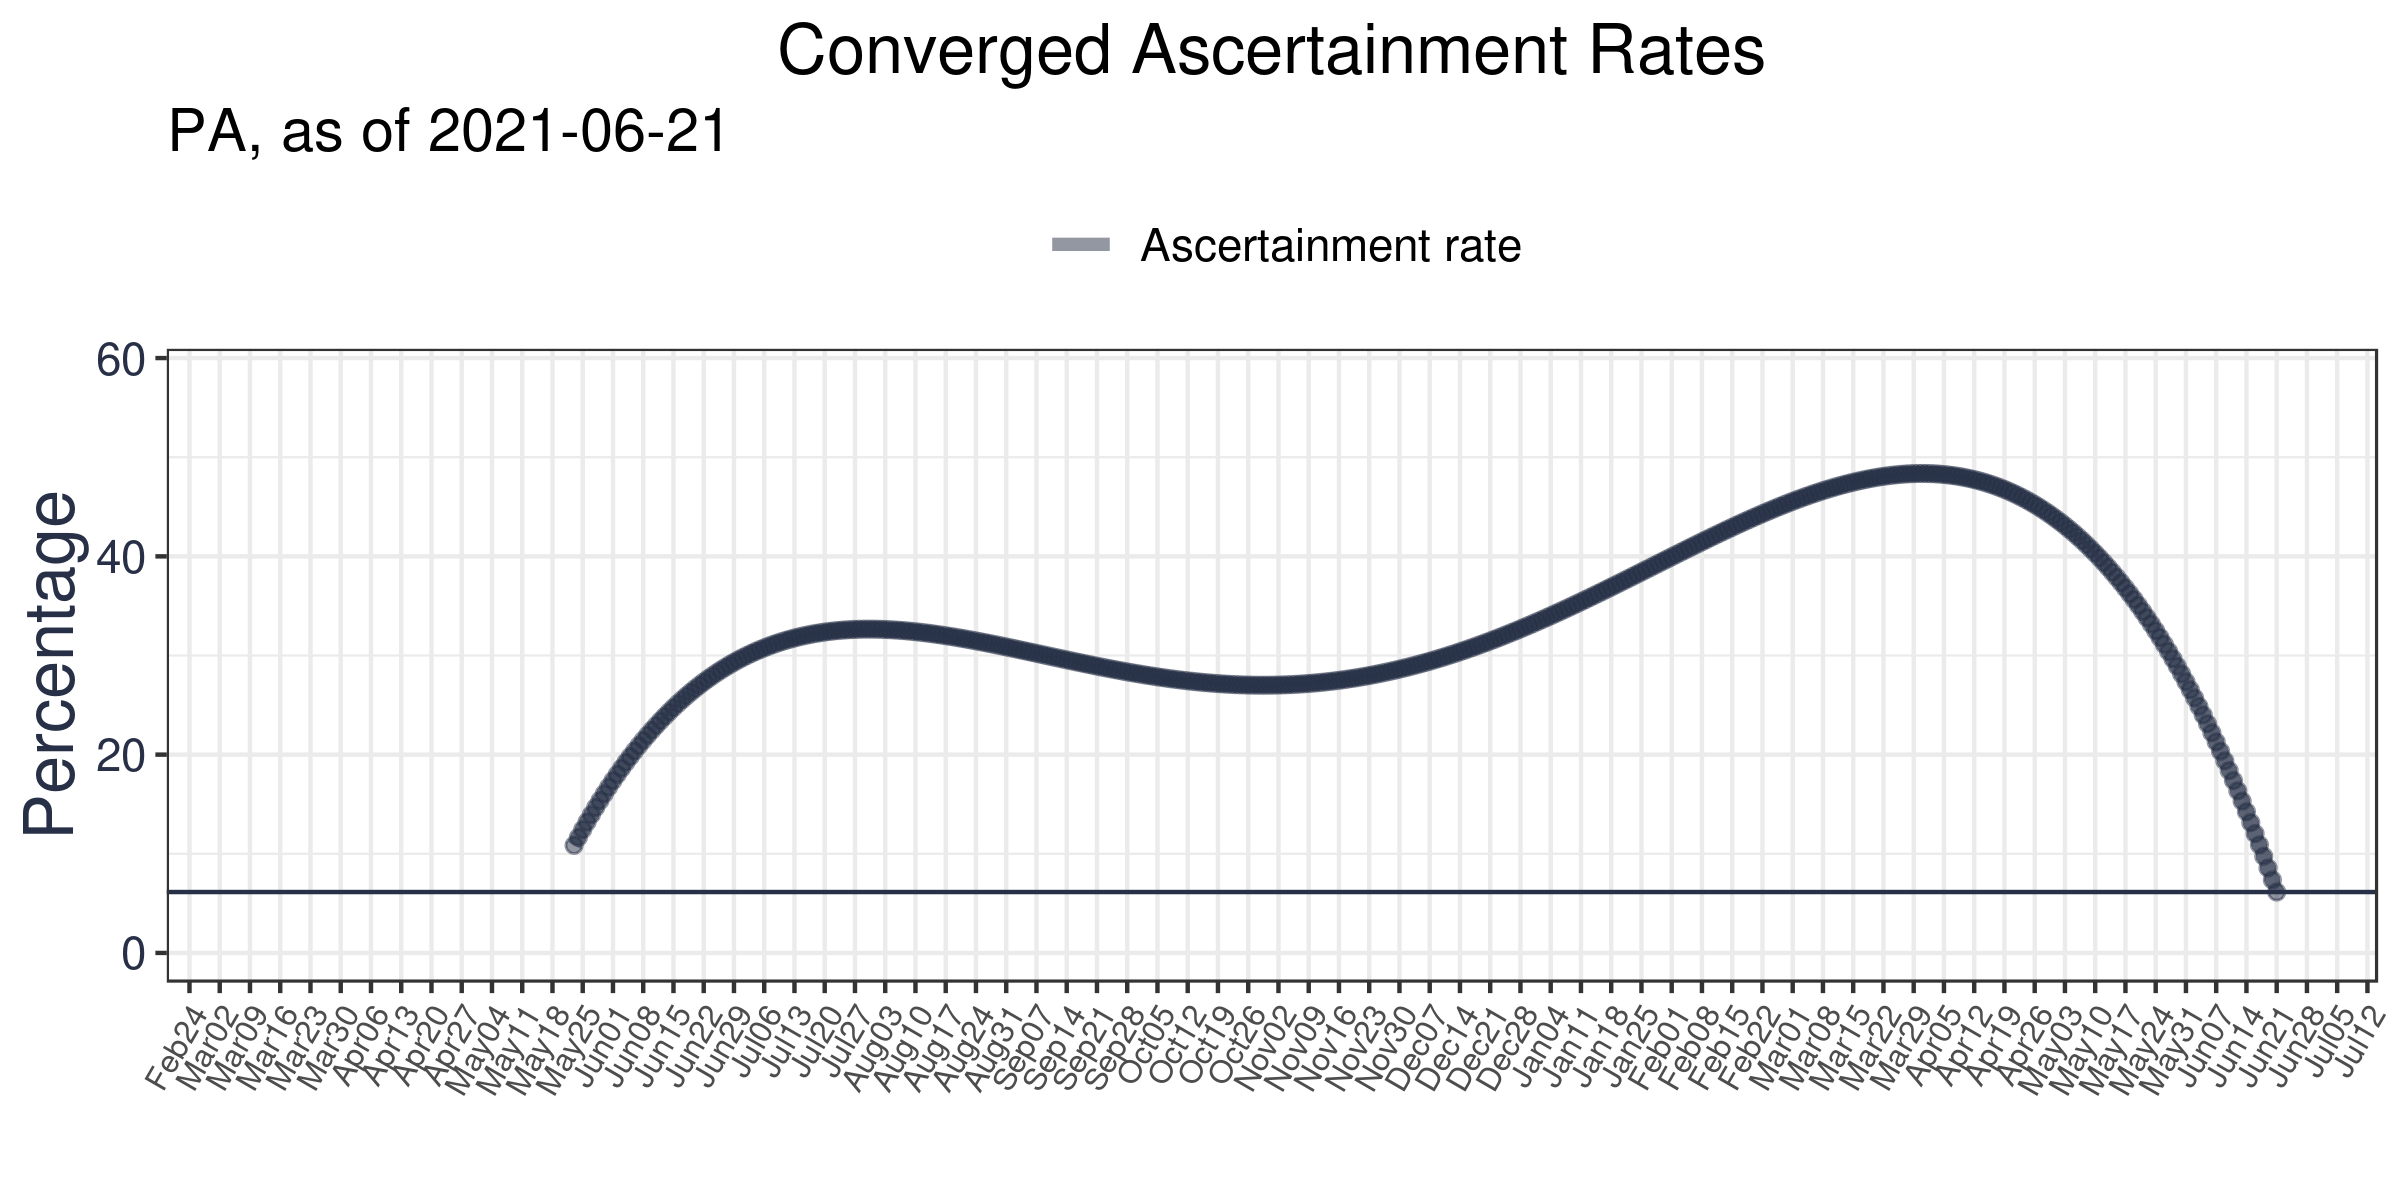 Converged Ascertainment Rates
PA, as of 2021-06-21
Ascertainment rate
Percentage
60
40
20
0
Feb24
Mar02
Mar09
Mar16
Mar23
Mar30
Apr06
Apr13
Apr20
Apr27
May04
May11
May18
May25
Jun01
Jun08
Jun15
Jun22
Jun29
Jul06
Jul13
Jul20
Jul27
Aug03
Aug10
Aug17
Aug24
Aug31
Sep07
Sep14
Sep21
Sep28
Oct05
Oct12
Oct19
Oct26
Nov02
Nov09
Nov16
Nov23
Nov30
Dec07
Dec14
Dec21
Dec28
Jan04
Jan11
Jan18
Jan25
Feb01
Feb08
Feb15
Feb22
Mar01
Mar08
Mar15
Mar22
Mar29
Apr05
Apr12
Apr19
Apr26
May03
May10
May17
May24
May31
Jun07
Jun14
Jun21
Jun28
Jul05
Jul12